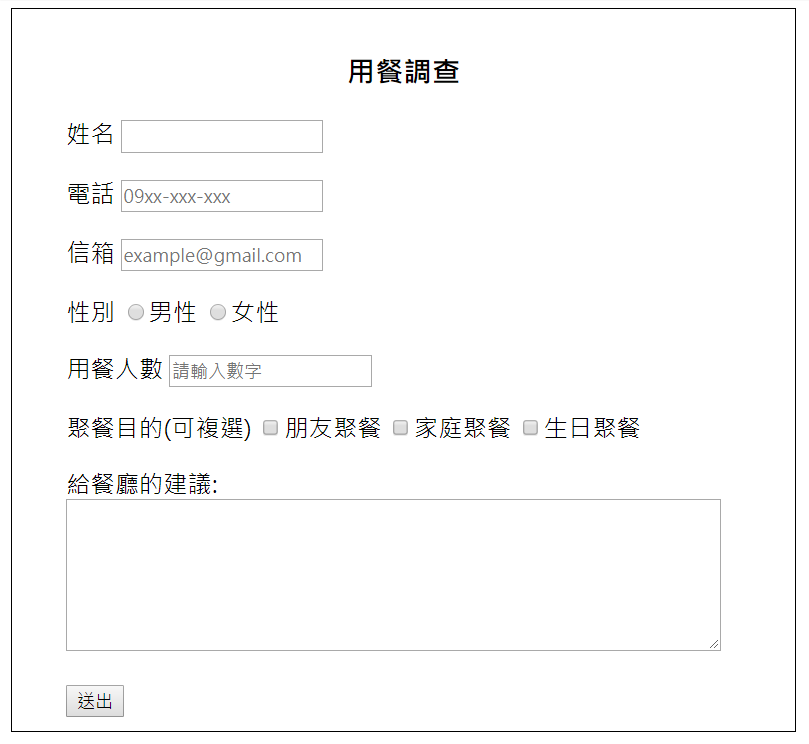 用餐調查
姓名
電話 09xx-xxx-xxx
信箱 example@gmail.com
性別 男性 女性
用餐人數 請輸入數字
聚餐目的(可複選) 朋友聚餐 家庭聚餐 生日聚餐
給餐廳的建議:
送出